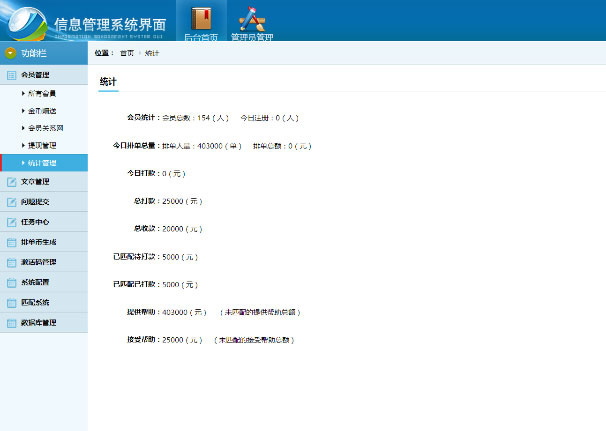 信息管理系统界面
后台首页
管理员管理
功能栏
位置： 首页 › 统计
会员管理
所有会员
金币赠送
会员关系网
提现管理
统计管理
文章管理
问题提交
任务中心
排单币生成
激活码管理
系统配置
匹配系统
数据库管理
统计
会员统计：会员总数：154（人） 今日注册：0（人）
今日排单总量：排单人量：403000（单） 排单总额：0（元）
今日打款：0（元）
总打款：25000（元）
总收款：20000（元）
已匹配待打款：5000（元）
已匹配已打款：5000（元）
提供帮助：403000（元） （未匹配的提供帮助总额）
接受帮助：25000（元） （未匹配的接受帮助总额）